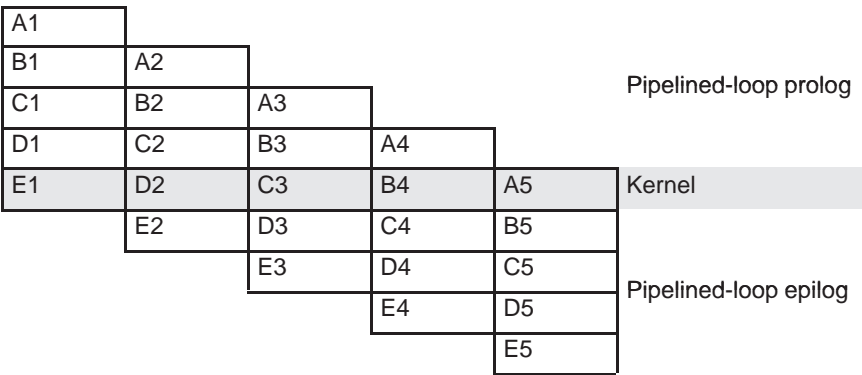 A1
B1 A2
C1 B2 A3
D1 C2 B3 A4
Pipelined-loop prolog
E1 D2 C3 B4 A5 Kernel
E2 D3 C4 B5
E3 D4 C5
E4 D5
Pipelined-loop epilog
E5